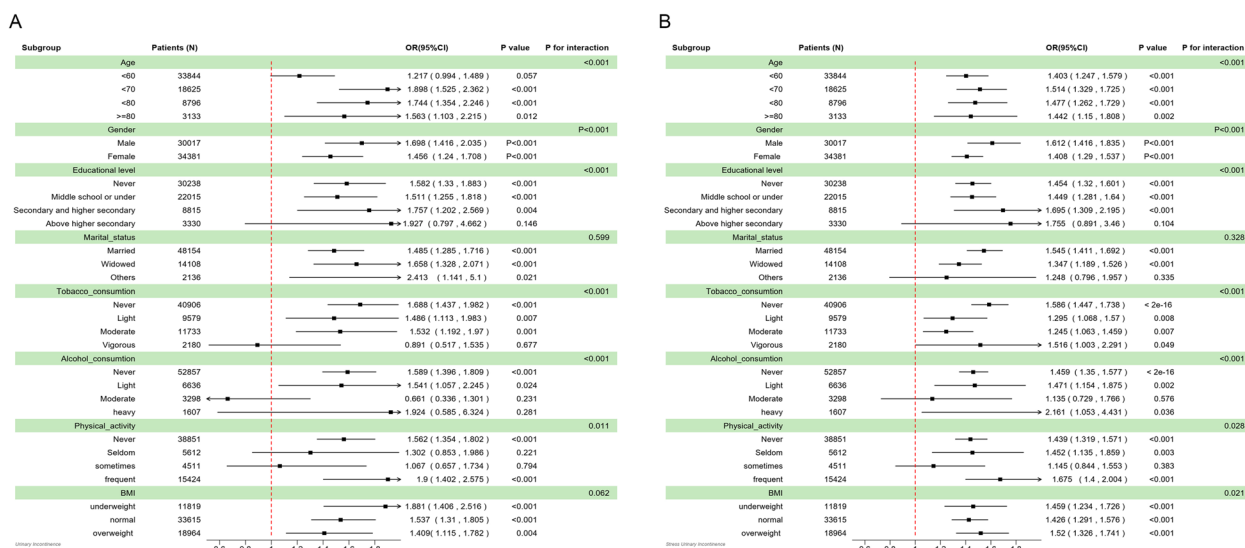 A
Subgroup Patients (N) OR(95%CI) P value P for interaction
Age <0.001
<60 33844 1.217 ( 0.994 , 1.489 ) 0.057
<70 18625 1.898 ( 1.525 , 2.362 ) <0.001
<80 8796 1.744 ( 1.354 , 2.246 ) <0.001
>=80 3133 1.563 ( 1.103 , 2.215 ) 0.012
Gender P<0.001
Male 30017 1.698 ( 1.416 , 2.035 ) P<0.001
Female 34381 1.456 ( 1.24 , 1.708 ) P<0.001
Educational level <0.001
Never 30238 1.582 ( 1.33 , 1.883 ) <0.001
Middle school or under 22015 1.511 ( 1.255 , 1.818 ) <0.001
Secondary and higher secondary 8815 1.757 ( 1.202 , 2.569 ) 0.004
Above higher secondary 3330 1.927 ( 0.797 , 4.662 ) 0.146
Marital_status 0.599
Married 48154 1.485 ( 1.285 , 1.716 ) <0.001
Widowed 14108 1.658 ( 1.328 , 2.071 ) <0.001
Others 2136 2.413 ( 1.141 , 5.1 ) 0.021
Tobacco_consumtion <0.001
Never 40906 1.688 ( 1.437 , 1.982 ) <0.001
Light 9579 1.486 ( 1.113 , 1.983 ) 0.007
Moderate 11733 1.532 ( 1.192 , 1.97 ) 0.001
Vigorous 2180 0.891 ( 0.517 , 1.535 ) 0.677
Alcohol_consumtion <0.001
Never 52857 1.589 ( 1.396 , 1.809 ) <0.001
Light 6636 1.541 ( 1.057 , 2.245 ) 0.024
Moderate 3298 0.661 ( 0.336 , 1.301 ) 0.231
heavy 1607 1.924 ( 0.585 , 6.324 ) 0.281
Physical_activity 0.011
Never 38851 1.562 ( 1.354 , 1.802 ) <0.001
Seldom 5612 1.302 ( 0.853 , 1.986 ) 0.221
sometimes 4511 1.067 ( 0.657 , 1.734 ) 0.794
frequent 15424 1.9 ( 1.402 , 2.575 ) <0.001
BMI 0.062
underweight 11819 1.881 ( 1.406 , 2.516 ) <0.001
normal 33615 1.537 ( 1.31 , 1.805 ) <0.001
overweight 18964 1.409( 1.115 , 1.782 ) 0.004
Urinary Incontinence
B
Subgroup Patients (N) OR(95%CI) P value P for interaction
Age <0.001
<60 33844 1.403 ( 1.247 , 1.579 ) <0.001
<70 18625 1.514 ( 1.329 , 1.725 ) <0.001
<80 8796 1.477 ( 1.262 , 1.729 ) <0.001
>=80 3133 1.442 ( 1.15 , 1.808 ) 0.002
Gender P<0.001
Male 30017 1.612 ( 1.416 , 1.835 ) P<0.001
Female 34381 1.408 ( 1.29 , 1.537 ) P<0.001
Educational level <0.001
Never 30238 1.454 ( 1.32 , 1.601 ) <0.001
Middle school or under 22015 1.449 ( 1.281 , 1.64 ) <0.001
Secondary and higher secondary 8815 1.695 ( 1.309 , 2.195 ) <0.001
Above higher secondary 3330 1.755 ( 0.891 , 3.46 ) 0.104
Marital_status 0.328
Married 48154 1.545 ( 1.411 , 1.692 ) <0.001
Widowed 14108 1.347 ( 1.189 , 1.526 ) <0.001
Others 2136 1.248 ( 0.796 , 1.957 ) 0.335
Tobacco_consumtion <0.001
Never 40906 1.586 ( 1.447 , 1.738 ) < 2e-16
Light 9579 1.295 ( 1.068 , 1.57 ) 0.008
Moderate 11733 1.245 ( 1.063 , 1.459 ) 0.007
Vigorous 2180 1.516 ( 1.003 , 2.291 ) 0.049
Alcohol_consumtion <0.001
Never 52857 1.459 ( 1.35 , 1.577 ) < 2e-16
Light 6636 1.471 ( 1.154 , 1.875 ) 0.002
Moderate 3298 1.135 ( 0.729 , 1.766 ) 0.576
heavy 1607 2.161 ( 1.053 , 4.431 ) 0.036
Physical_activity 0.028
Never 38851 1.439 ( 1.319 , 1.571 ) <0.001
Seldom 5612 1.452 ( 1.135 , 1.859 ) 0.003
sometimes 4511 1.145 ( 0.844 , 1.553 ) 0.383
frequent 15424 1.675 ( 1.4 , 2.004 ) <0.001
BMI 0.021
underweight 11819 1.459 ( 1.234 , 1.726 ) <0.001
normal 33615 1.426 ( 1.291 , 1.576 ) <0.001
overweight 18964 1.52 ( 1.326 , 1.741 ) <0.001
Stress Urinary Incontinence